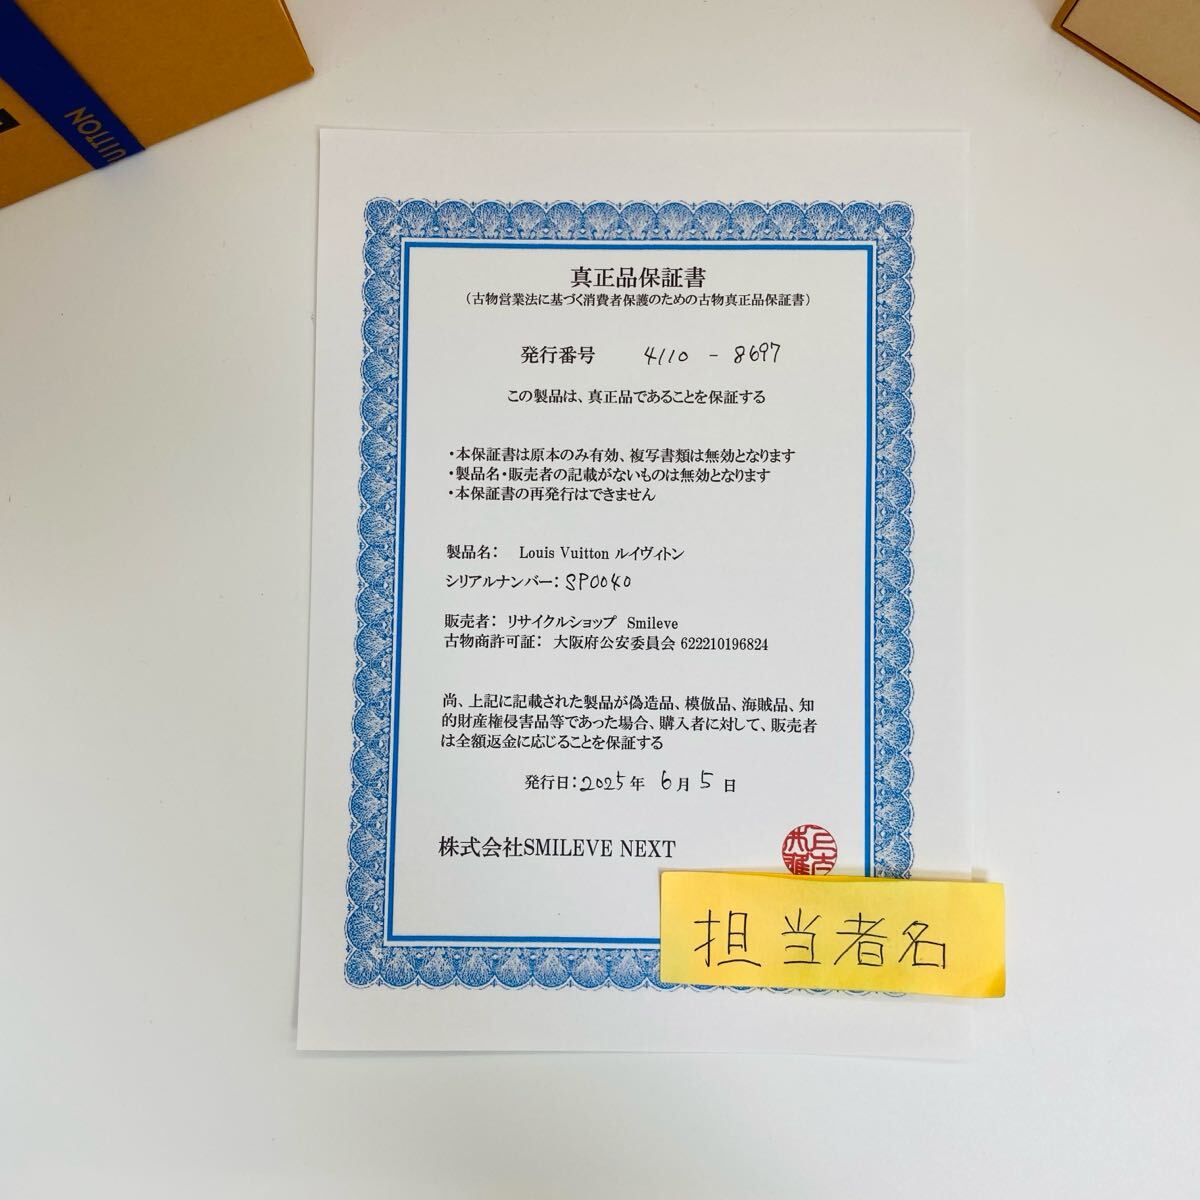 UITTON
真正品保証書
(古物営業法に基づく消費者保護のための古物真正品保証書)
発行番号 4110 - 8697
この製品は、真正品であることを保証する
・本保証書は原本のみ有効、複写書類は無効となります
・製品名・販売者の記載がないものは無効となります
・本保証書の再発行はできません
製品名: Louis Vuitton ルイヴィトン
シリアルナンバー: SP0040
販売者: リサイクルショップ Smileve
古物商許可証: 大阪府公安委員会 622210196824
尚、上記に記載された製品が偽造品、模倣品、海賊品、知
的財産権侵害品等であった場合、購入者に対して、販売者
は全額返金に応じることを保証する
発行日:2025年 6月 5日
株式会社SMILEVE NEXT
担当者名